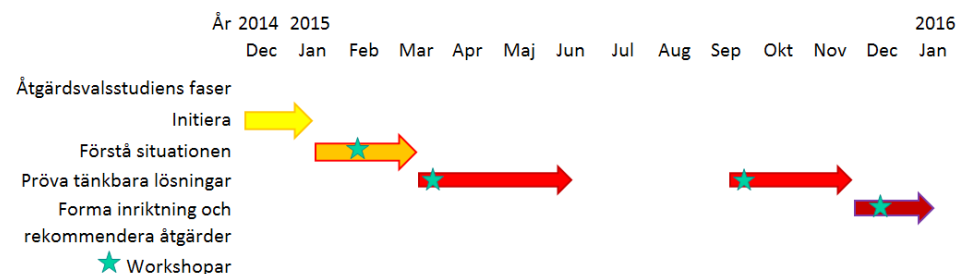 År 2014 2015 2016
Dec Jan Feb Mar Apr Maj Jun Jul Aug Sep Okt Nov Dec Jan
Åtgärdsvalsstudiens faser
Initiera
Förstå situationen
Pröva tänkbara lösningar
Forma inriktning och
rekommendera åtgärder
Workshopar